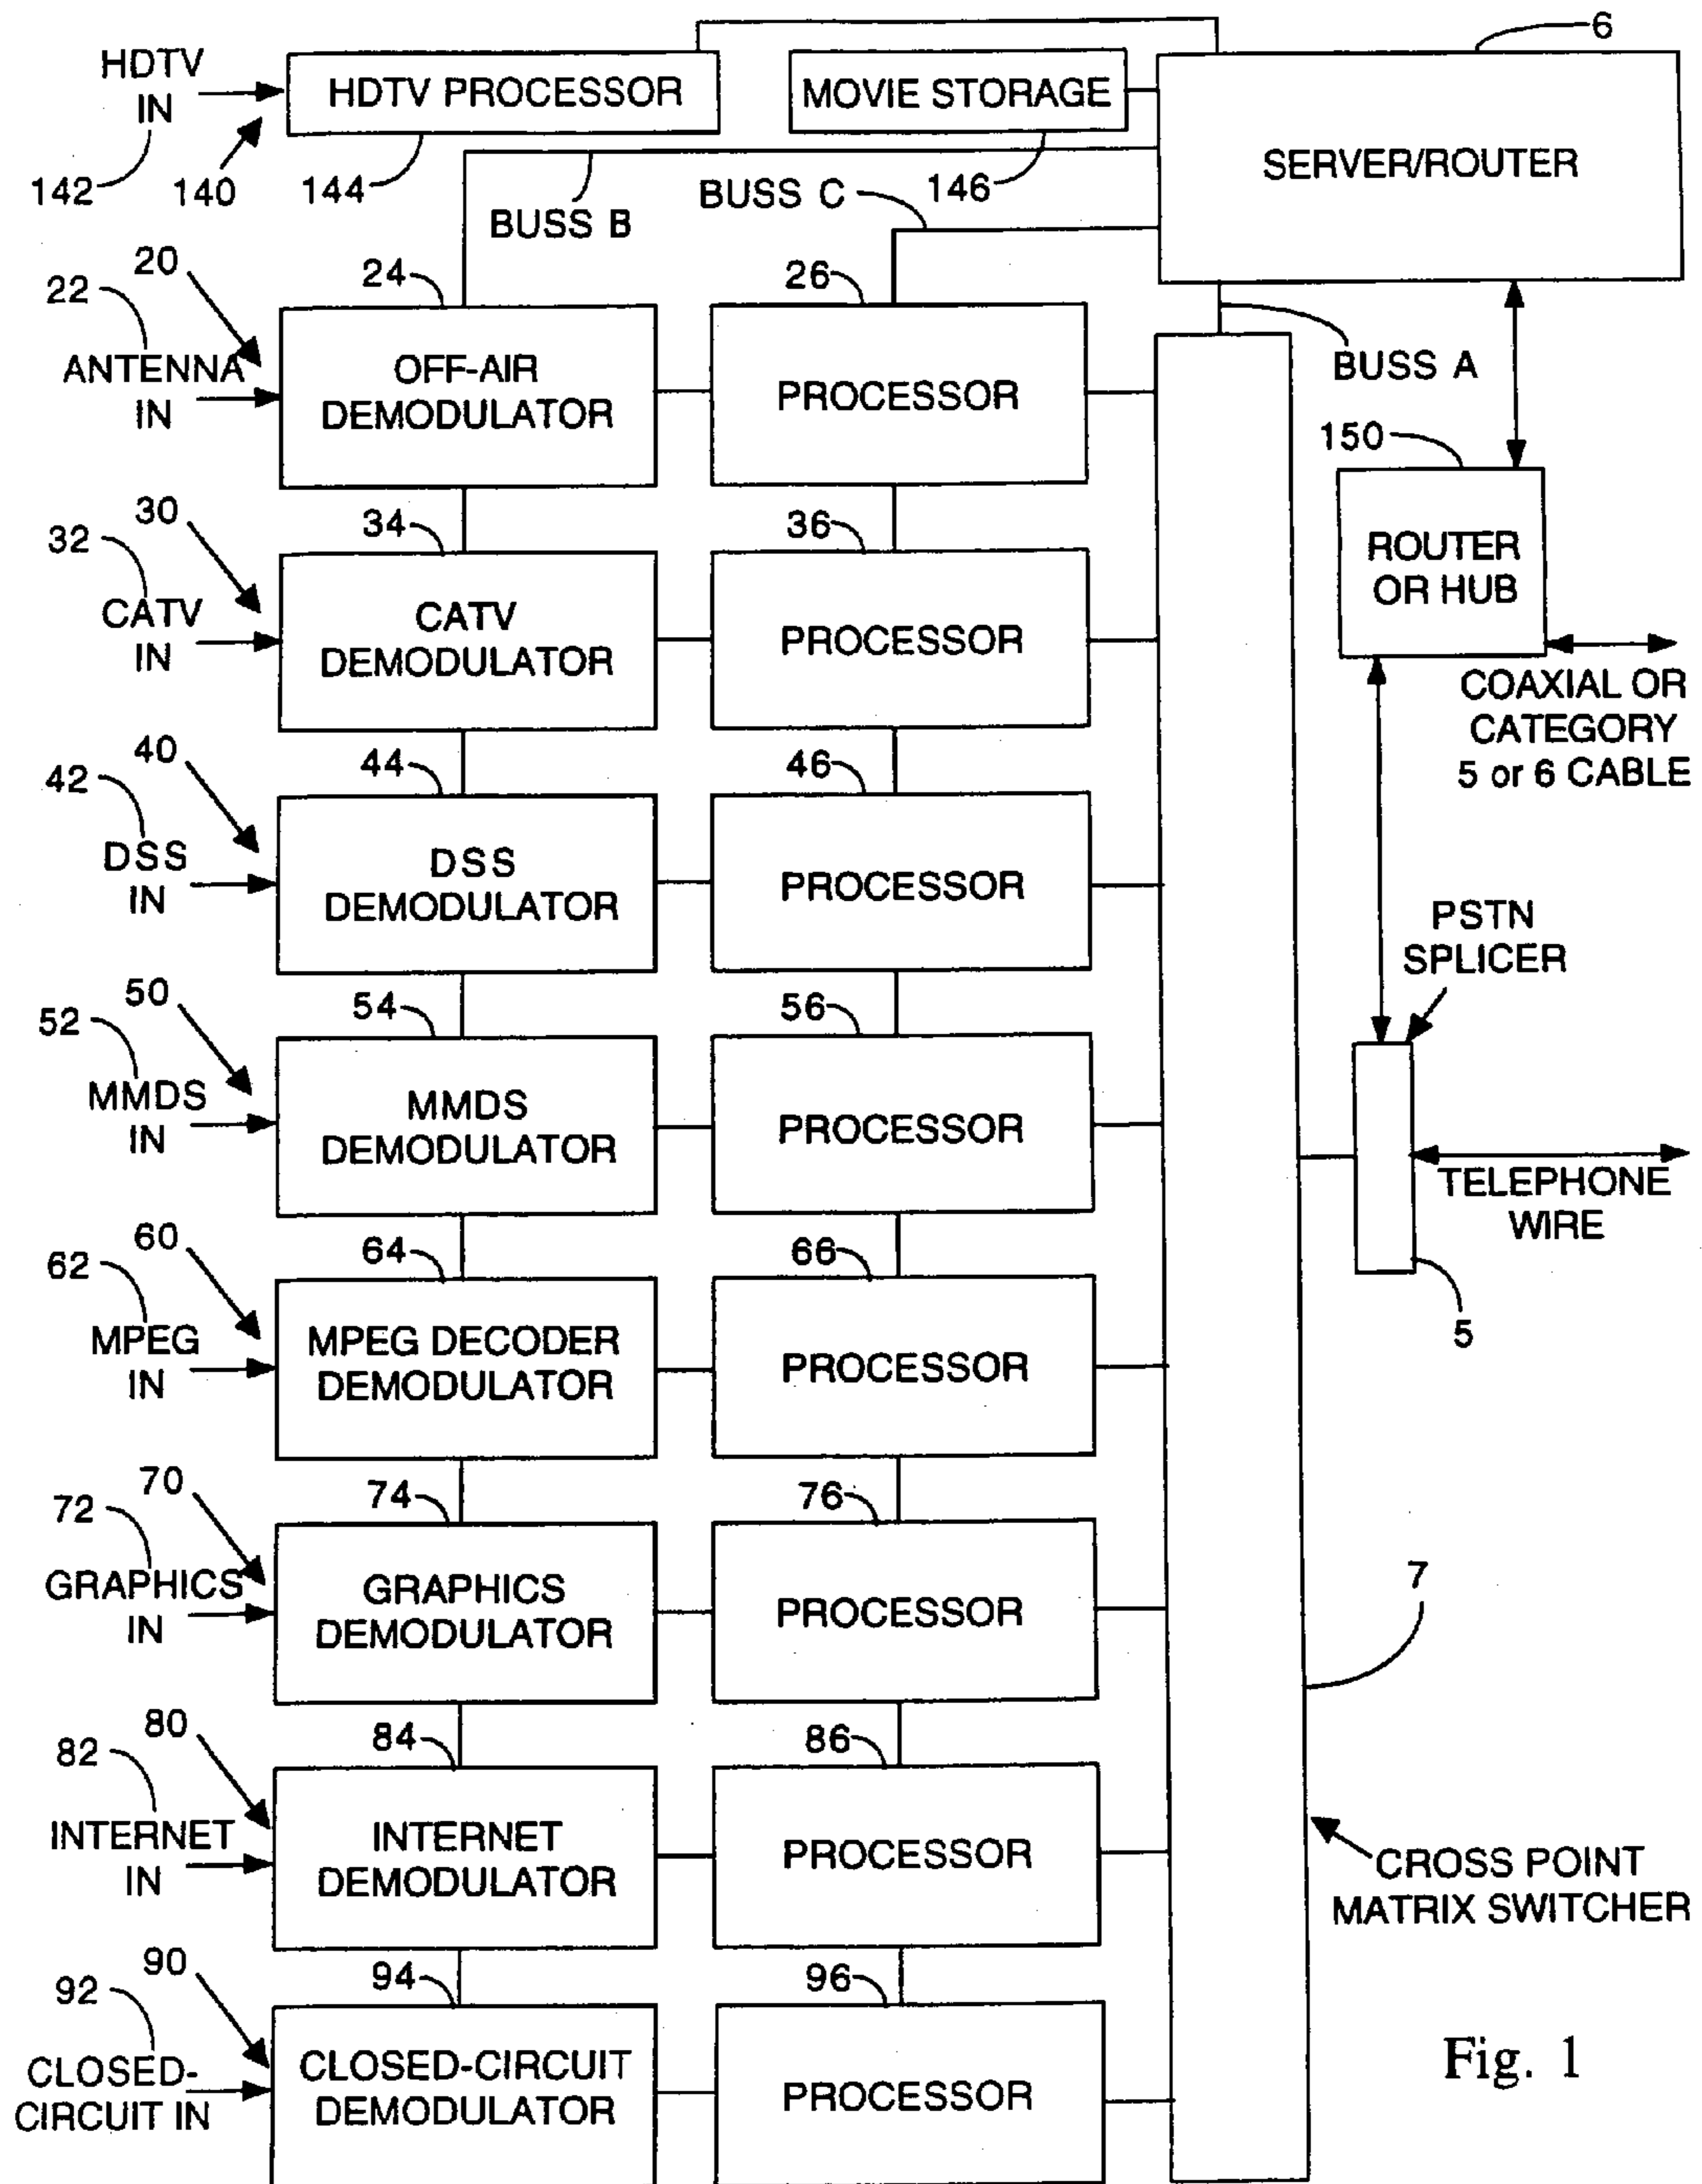 6
HDTV
IN
HDTV PROCESSOR
MOVIE STORAGE
SERVER/ROUTER
142
140
144
146
BUSS B
BUSS C
BUSS A
20
22
24
26
ANTENNA
IN
OFF-AIR
DEMODULATOR
PROCESSOR
150
ROUTER
OR HUB
30
32
34
36
CATV
IN
CATV
DEMODULATOR
PROCESSOR
COAXIAL OR
CATEGORY
5 or 6 CABLE
40
42
44
46
DSS
IN
DSS
DEMODULATOR
PROCESSOR
PSTN
SPLICER
50
52
54
56
MMDS
IN
MMDS
DEMODULATOR
PROCESSOR
TELEPHONE
WIRE
5
60
62
64
66
MPEG
IN
MPEG DECODER
DEMODULATOR
PROCESSOR
70
72
74
76
GRAPHICS
IN
GRAPHICS
DEMODULATOR
PROCESSOR
7
80
82
84
86
INTERNET
IN
INTERNET
DEMODULATOR
PROCESSOR
CROSS POINT
MATRIX SWITCHER
90
92
94
96
CLOSED-
CIRCUIT IN
CLOSED-CIRCUIT
DEMODULATOR
PROCESSOR
Fig. 1